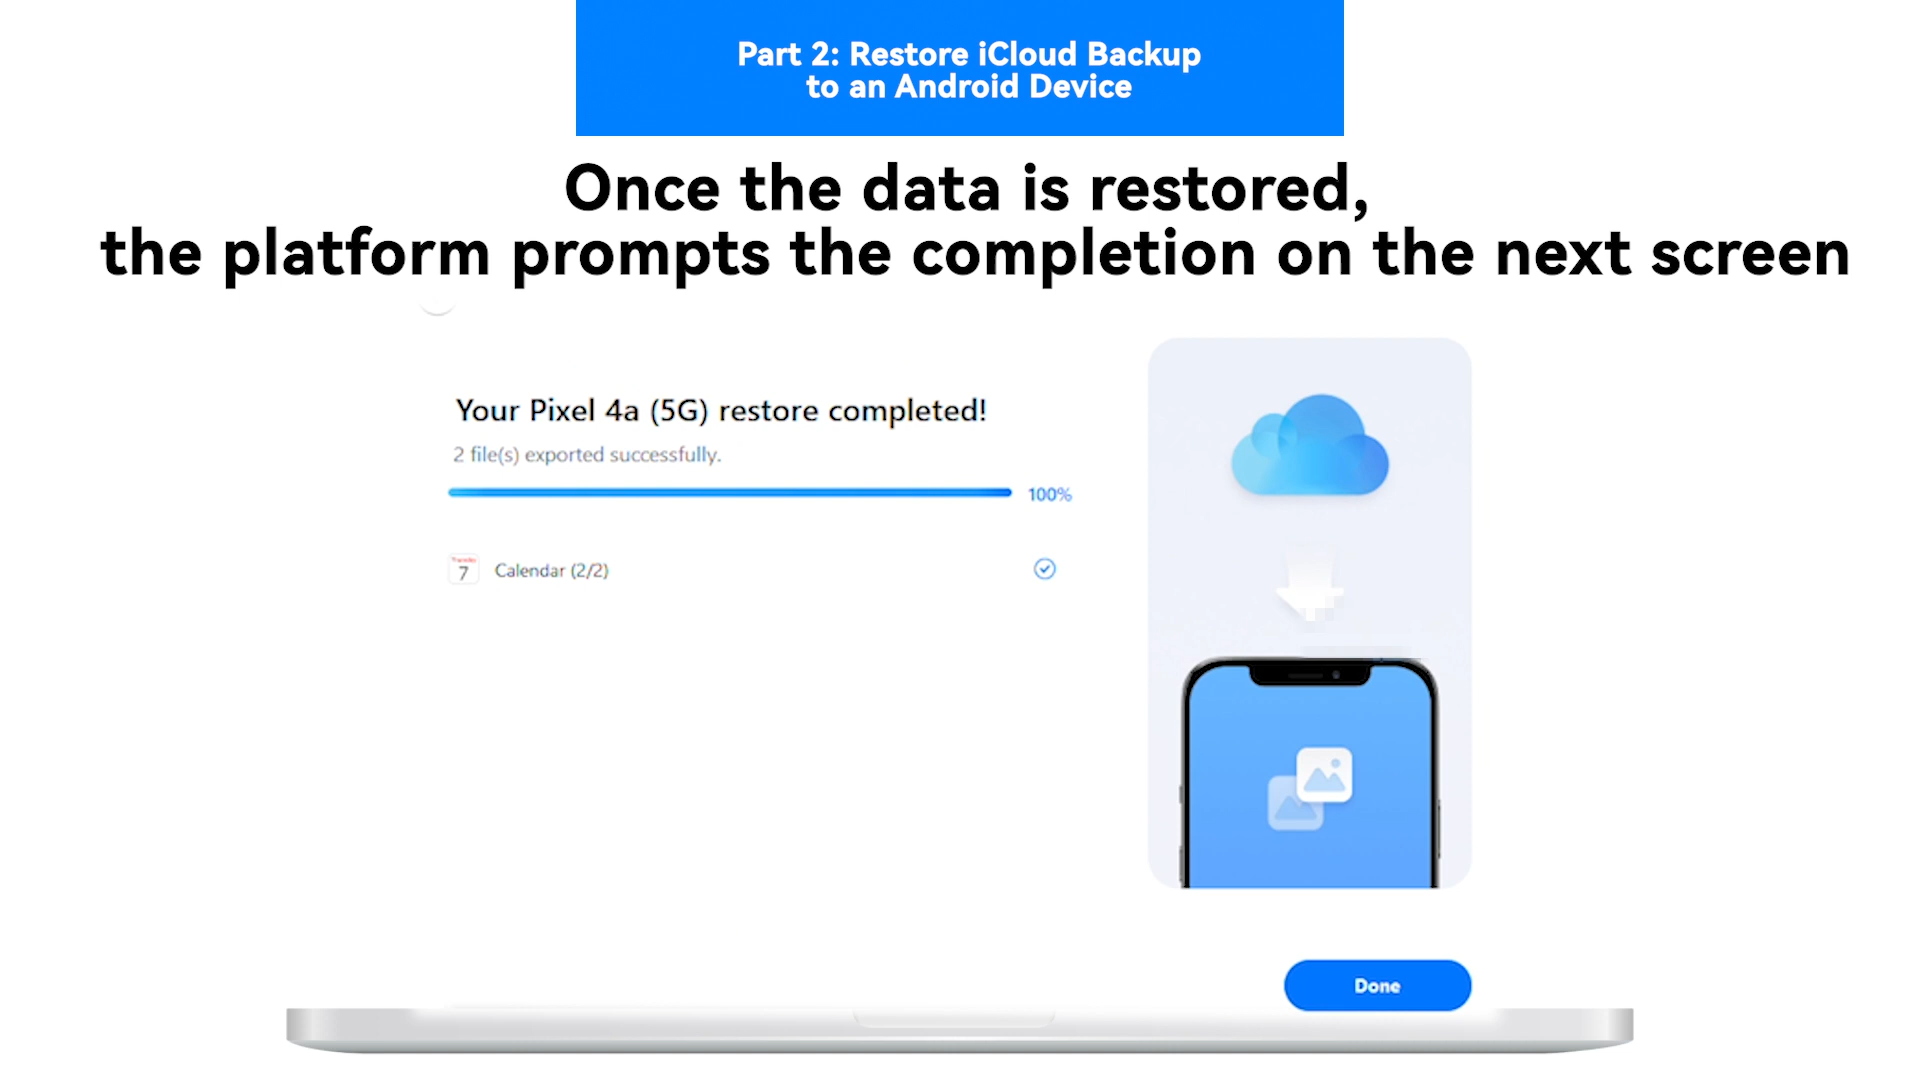 Part 2: Restore iCloud Backup
to an Android Device
Once the data is restored,
the platform prompts the completion on the next screen
Your Pixel 4a (5G) restore completed!
2 file(s) exported successfully.
100%
7
Calendar (2/2)
Done